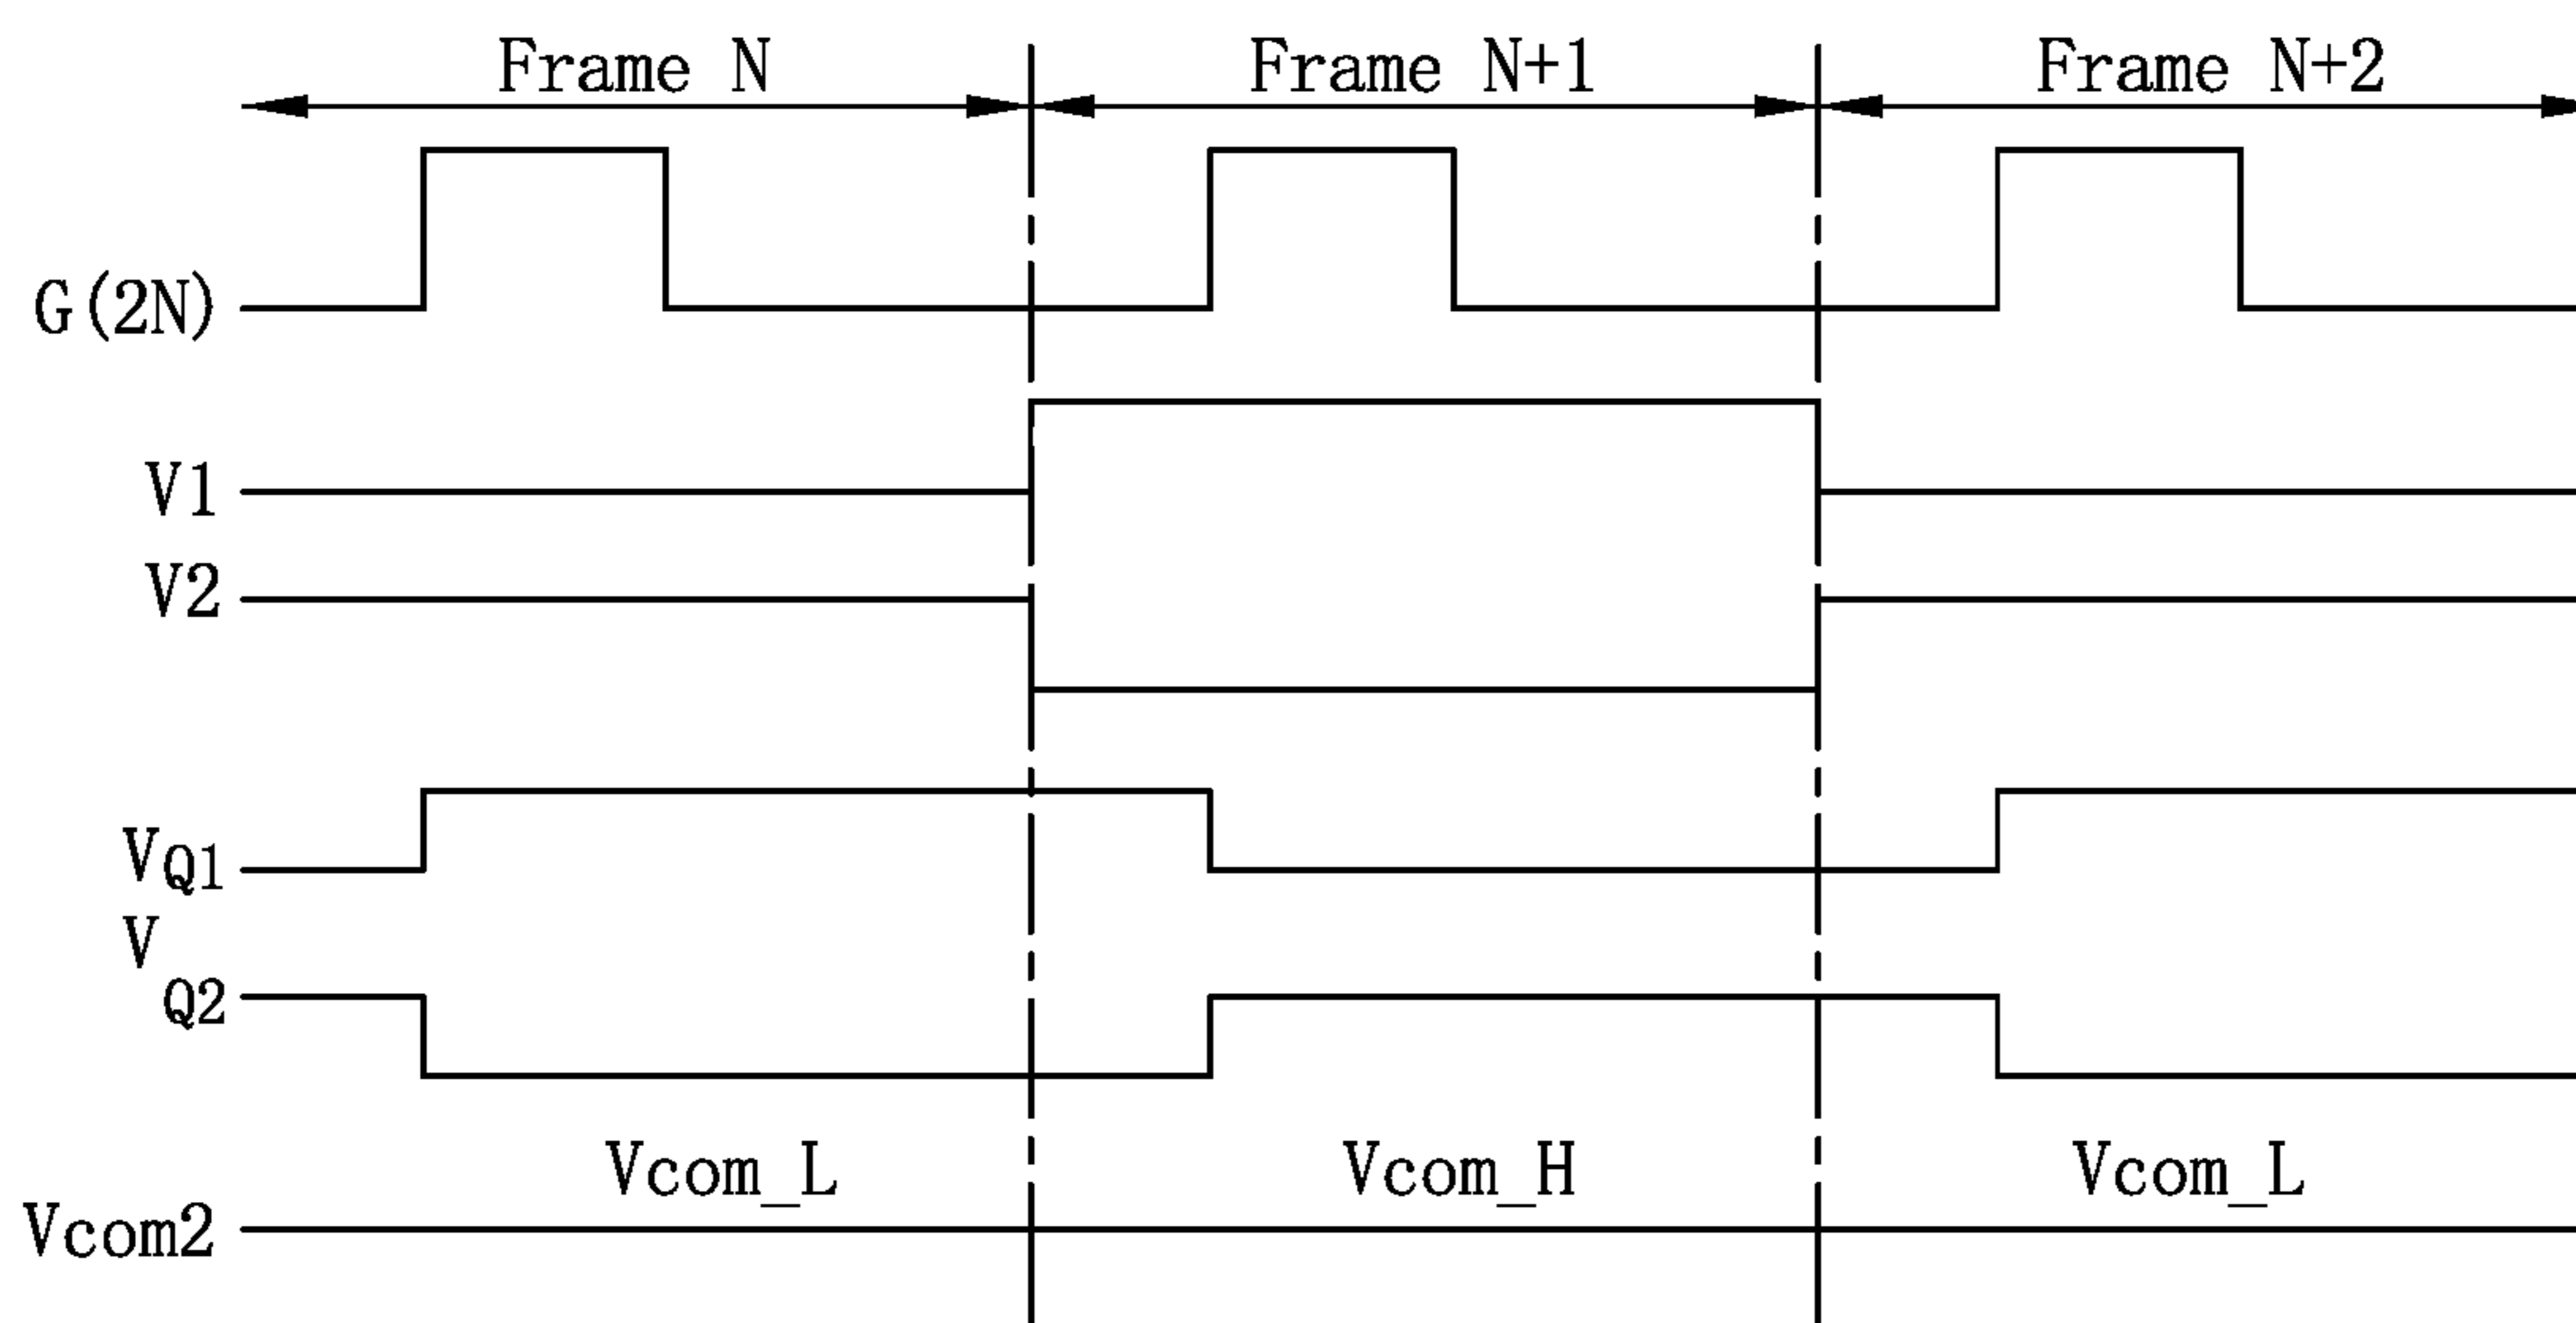 Frame N Frame N+1 Frame N+2
G(2N)
V1
V2
VQ1
V
Q2
Vcom_L Vcom_H Vcom_L
Vcom2